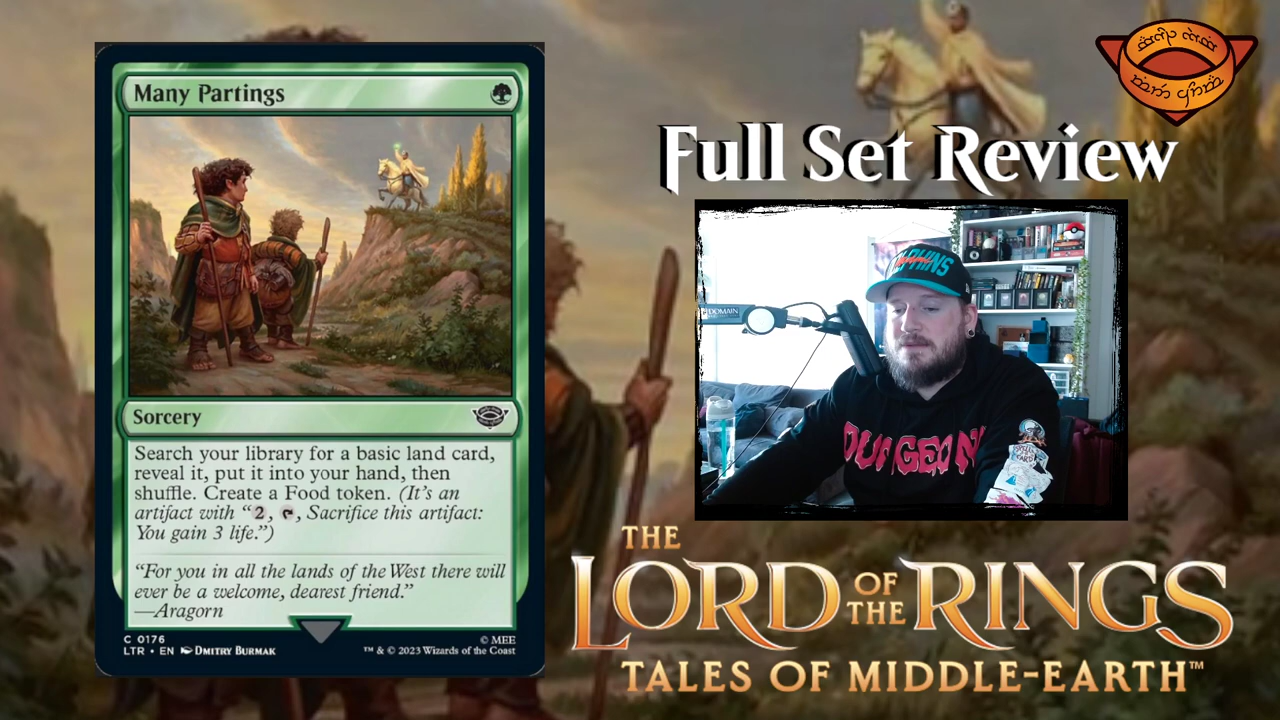 Many Partings
Sorcery
Search your library for a basic land card,
reveal it, put it into your hand, then
shuffle. Create a Food token. (It's an
artifact with “2, , Sacrifice this artifact:
You gain 3 life.”)
“For you in all the lands of the West there will
ever be a welcome, dearest friend.”
—Aragorn
C 0176
LTR • EN Dmitry Burmak
© MEE
™ & © 2023 Wizards of the Coast
Full Set Review
DOMAIN
DUNGEON
THE
LORD OF THE RINGS
TALES OF MIDDLE-EARTH™